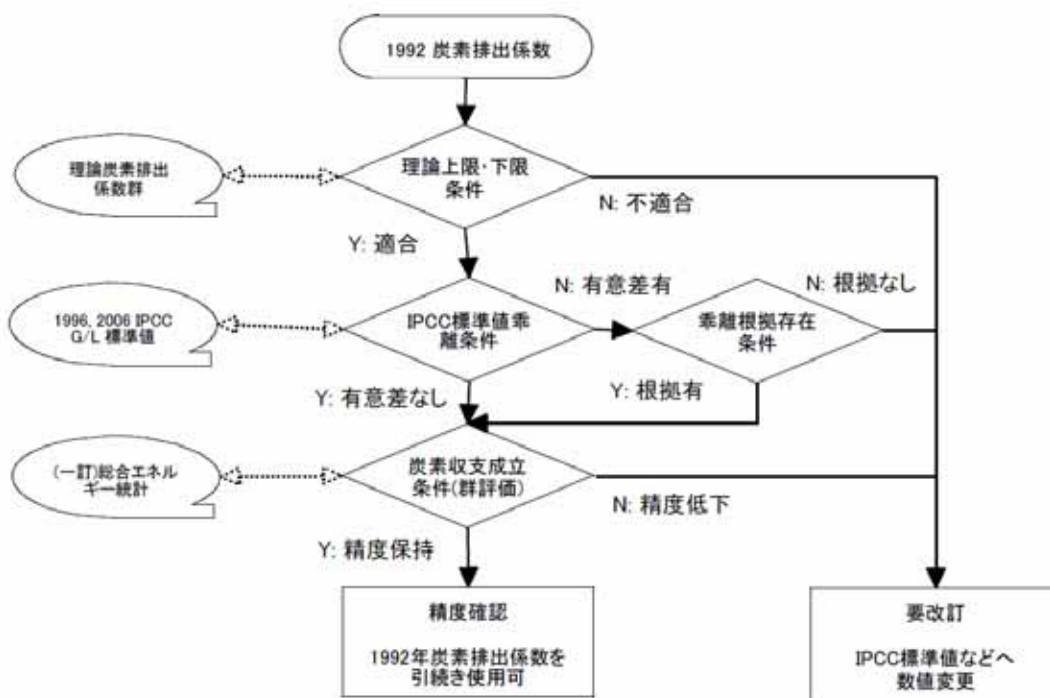 1992 炭素排出係数
理論炭素排出
係数群
理論上限・下限
条件
N: 不適合
Y: 適合
N: 有意差有
N: 根拠なし
1996, 2006 IPCC
G/L 標準値
IPCC標準値乖
離条件
乖離根拠存在
条件
Y: 有意差なし
Y: 根拠有
(一訂)総合エネル
ギー統計
炭素収支成立
条件(群評価)
N: 精度低下
Y: 精度保持
精度確認
1992年炭素排出係数を
引続き使用可
要改訂
IPCC標準値などへ
数値変更